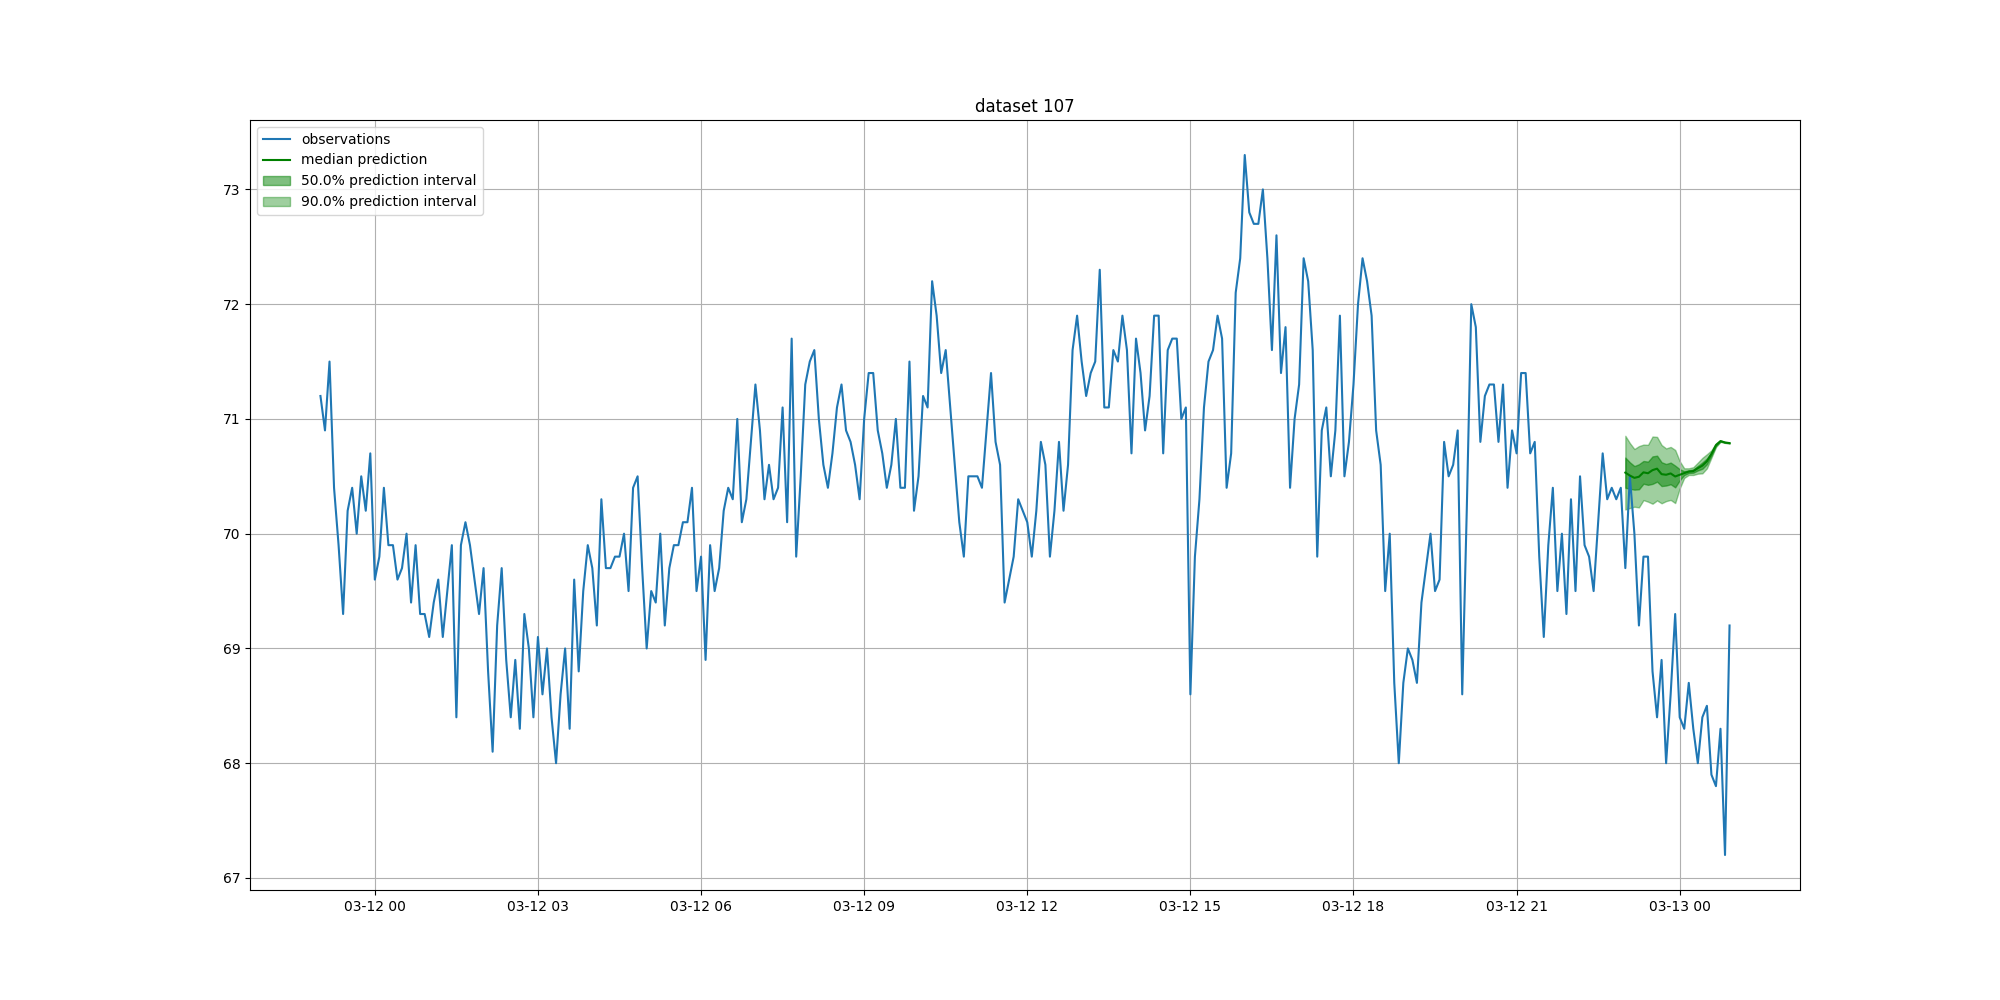 dataset 107
observations
median prediction
50.0% prediction interval
90.0% prediction interval
73
72
71
70
69
68
67
03-12 00 03-12 03 03-12 06 03-12 09 03-12 12 03-12 15 03-12 18 03-12 21 03-13 00